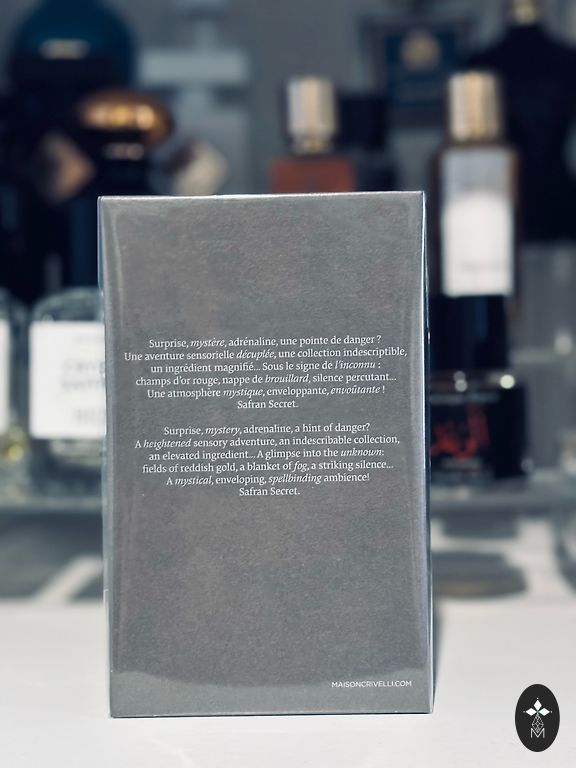 Surprise, mystère, adrénaline, une pointe de danger ?
Une aventure sensorielle décuplée, une collection indescriptible,
un ingrédient magnifié... Sous le signe de l'inconnu :
champs d'or rouge, nappe de brouillard, silence percutant...
Une atmosphère mystique, enveloppante, envoûtante !
Safran Secret.
Surprise, mystery, adrenaline, a hint of danger?
A heightened sensory adventure, an indescribable collection,
an elevated ingredient... A glimpse into the unknown:
fields of reddish gold, a blanket of fog, a striking silence...
A mystical, enveloping, spellbinding ambience!
Safran Secret.
MAISONCRIVELLI.COM